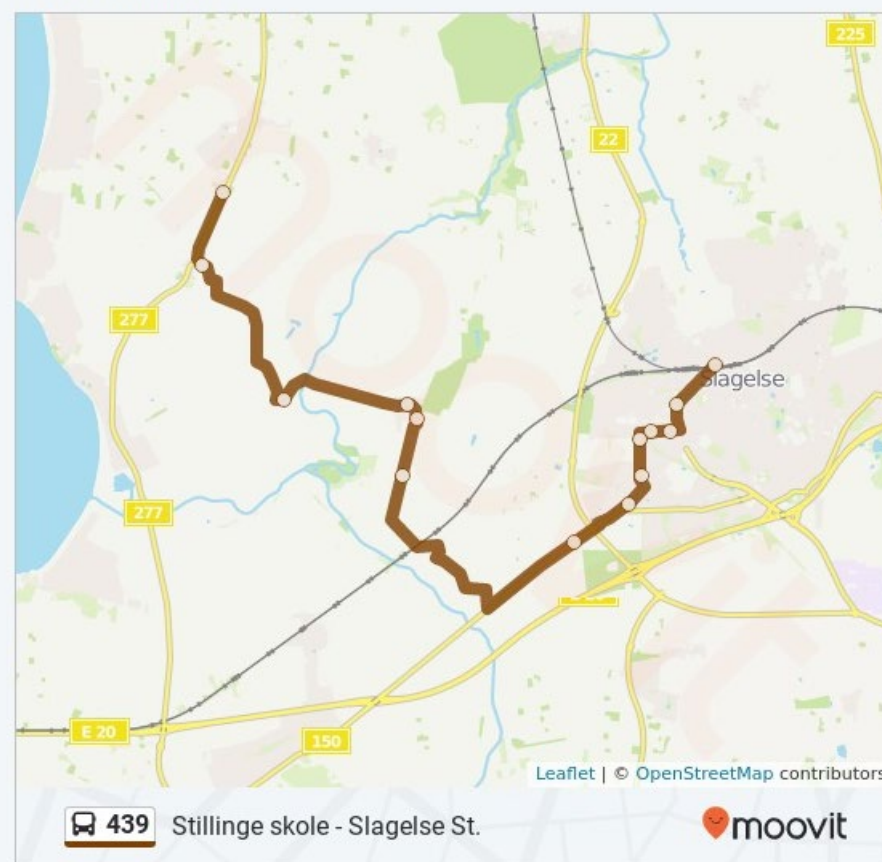 225
22
277
Slagelse
277
E 20
150
Leaflet | © OpenStreetMap contributors
439 Stillinge skole - Slagelse St.
moovit